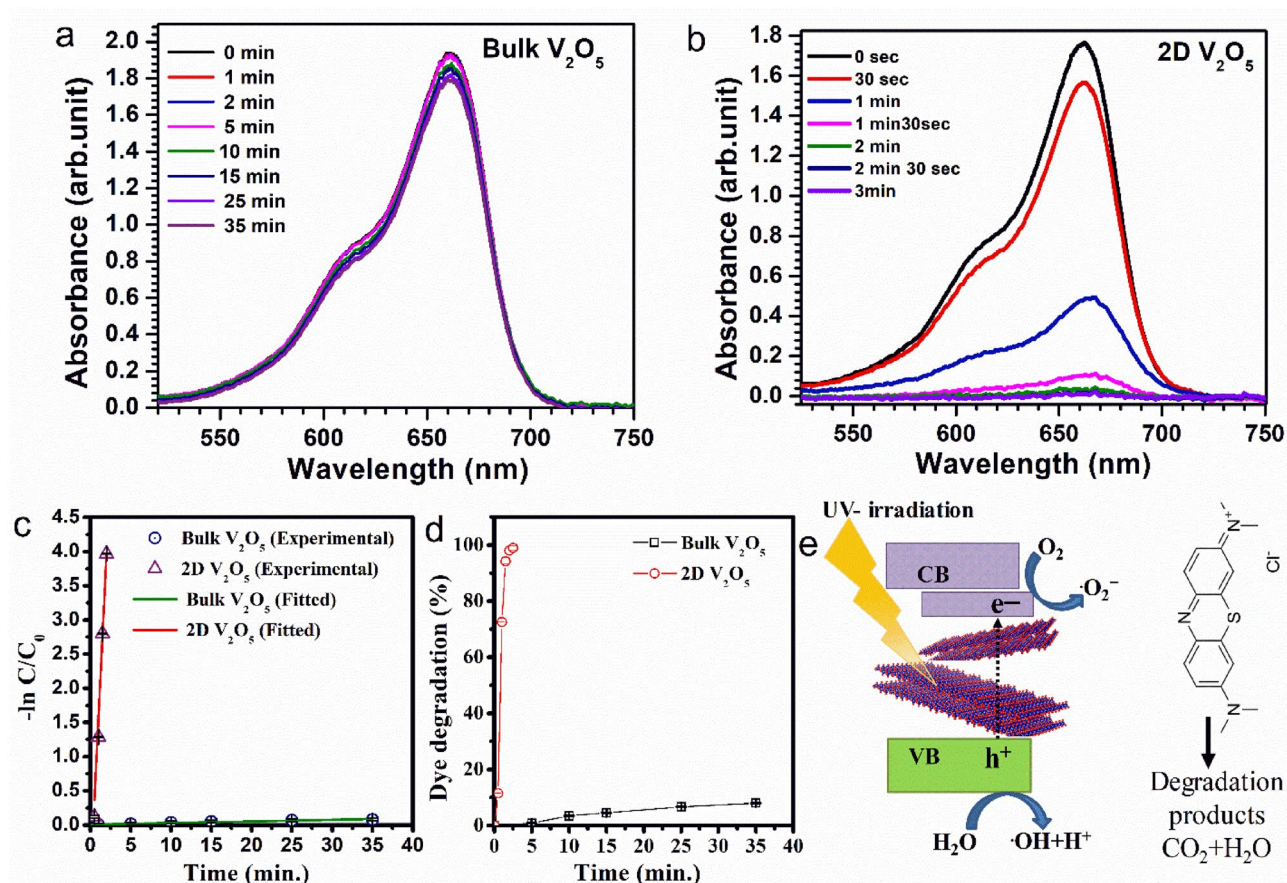 a
Bulk V₂O₅
0 min
1 min
2 min
5 min
10 min
15 min
25 min
35 min
2.0
1.8
1.6
1.4
1.2
1.0
0.8
0.6
0.4
0.2
0.0
Absorbance (arb.unit)
550 600 650 700 750
Wavelength (nm)
b
2D V₂O₅
0 sec
30 sec
1 min
1 min30sec
2 min
2 min 30 sec
3min
1.8
1.6
1.4
1.2
1.0
0.8
0.6
0.4
0.2
0.0
Absorbance (arb.unit)
550 600 650 700 750
Wavelength (nm)
c
Bulk V₂O₅ (Experimental)
2D V₂O₅ (Experimental)
Bulk V₂O₅ (Fitted)
2D V₂O₅ (Fitted)
4.5
4.0
3.5
3.0
2.5
2.0
1.5
1.0
0.5
0.0
-ln C/C₀
0 5 10 15 20 25 30 35 40
Time (min.)
d
Bulk V₂O₅
2D V₂O₅
100
80
60
40
20
0
Dye degradation (%)
0 5 10 15 20 25 30 35 40
Time (min.)
e
UV- irradiation
CB
O₂
·O₂⁻
e−
VB
h⁺
H₂O
·OH+H⁺
N⁺
Cl⁻
N
S
N
Degradation
products
CO₂+H₂O